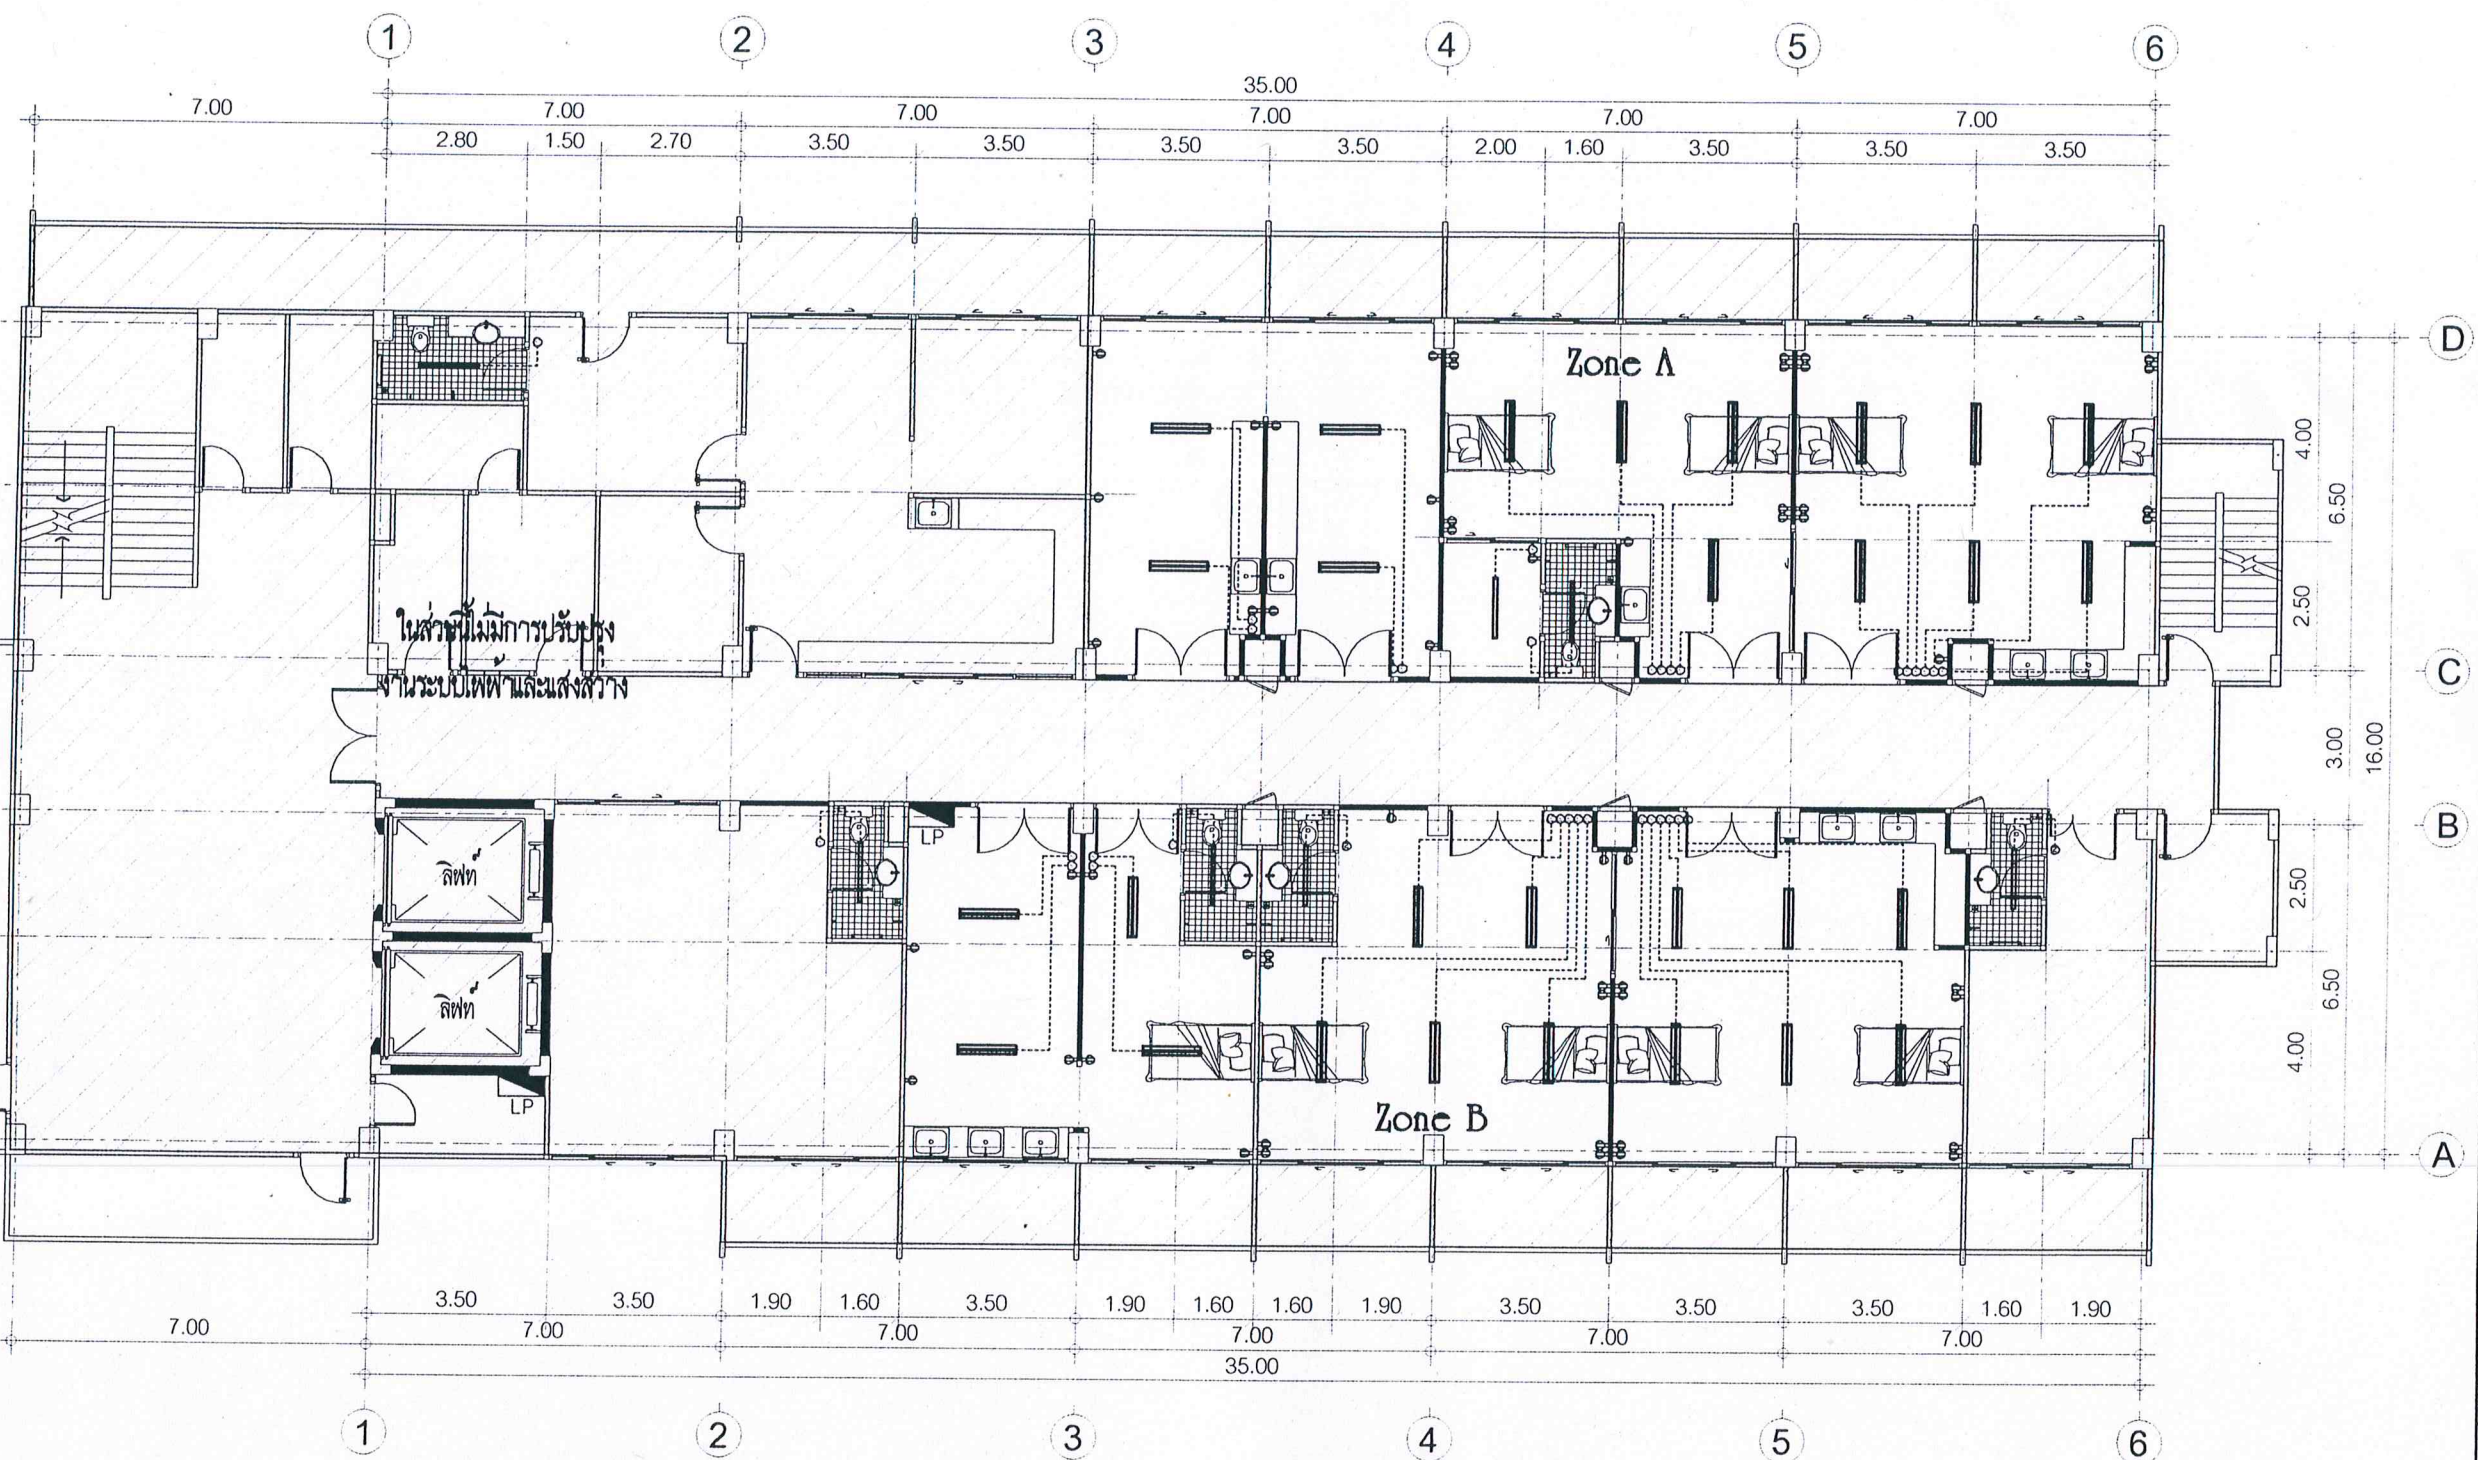 1 2 3 4 5 6
35.00
7.00 7.00 7.00 7.00 7.00 7.00
2.80 1.50 2.70 3.50 3.50 3.50 3.50 2.00 1.60 3.50 3.50 3.50
D
Zone A
4.00
6.50
2.50
ในส่วนนี้ไม่มีการปรับปรุง
งานระบบไฟฟ้าและแสงสว่าง
C
3.00
16.00
B
LP
ลิฟท์
2.50
6.50
ลิฟท์
4.00
LP
Zone B
A
3.50 3.50 1.90 1.60 3.50 1.90 1.60 1.60 1.90 3.50 3.50 3.50 1.60 1.90
7.00 7.00 7.00 7.00 7.00 7.00
35.00
1 2 3 4 5 6